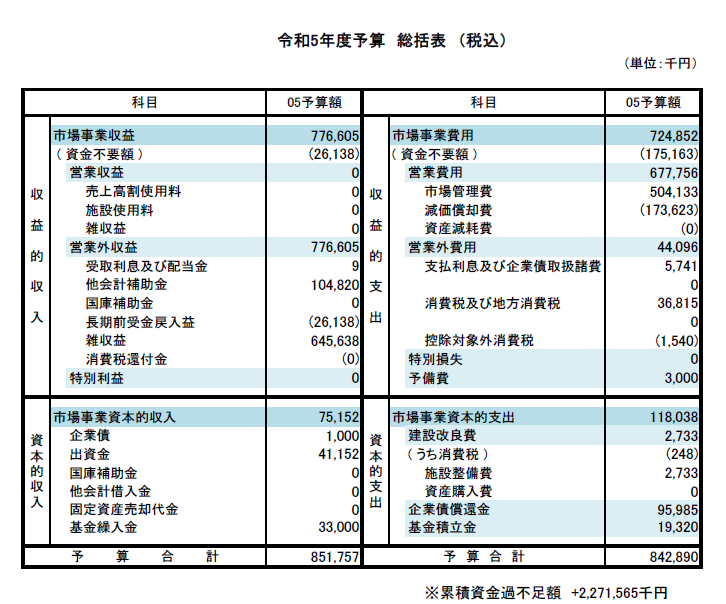 令和5年度予算 総括表 （税込）
（単位：千円）
科目 05予算額 科目 05予算額
収益的収入
市場事業収益 776,605
（資金不要額） (26,138)
営業収益 0
売上高割使用料 0
施設使用料 0
雑収益 0
営業外収益 776,605
受取利息及び配当金 9
他会計補助金 104,820
国庫補助金 0
長期前受金戻入益 (26,138)
雑収益 645,638
消費税還付金 (0)
特別利益 0
収益的支出
市場事業費用 724,852
（資金不要額） (175,163)
営業費用 677,756
市場管理費 504,133
減価償却費 (173,623)
資産減耗費 (0)
営業外費用 44,096
支払利息及び企業債取扱諸費 5,741
0
消費税及び地方消費税 36,815
0
控除対象外消費税 (1,540)
特別損失 0
予備費 3,000
資本的収入
市場事業資本的収入 75,152
企業債 1,000
出資金 41,152
国庫補助金 0
他会計借入金 0
固定資産売却代金 0
基金繰入金 33,000
資本的支出
市場事業資本的支出 118,038
建設改良費 2,733
（うち消費税） (248)
施設整備費 2,733
資産購入費 0
企業債償還金 95,985
基金積立金 19,320
予算合計 851,757 予算合計 842,890
※累積資金過不足額 +2,271,565千円